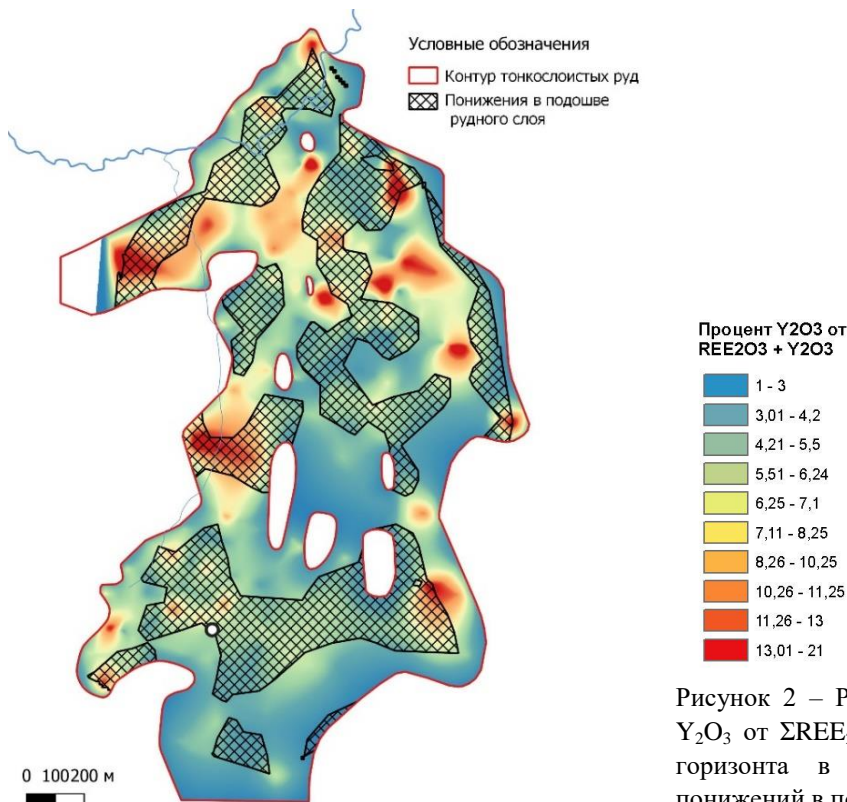 Условные обозначения
Контур тонкослоистых руд
Понижения в подошве
рудного слоя
Процент Y2O3 от
REE2O3 + Y2O3
1 - 3
3,01 - 4,2
4,21 - 5,5
5,51 - 6,24
6,25 - 7,1
7,11 - 8,25
8,26 - 10,25
10,26 - 11,25
11,26 - 13
13,01 - 21
Рисунок 2 – Р
Y₂O₃ от ΣREE₂
горизонта в
понижений в по
0 100200 м